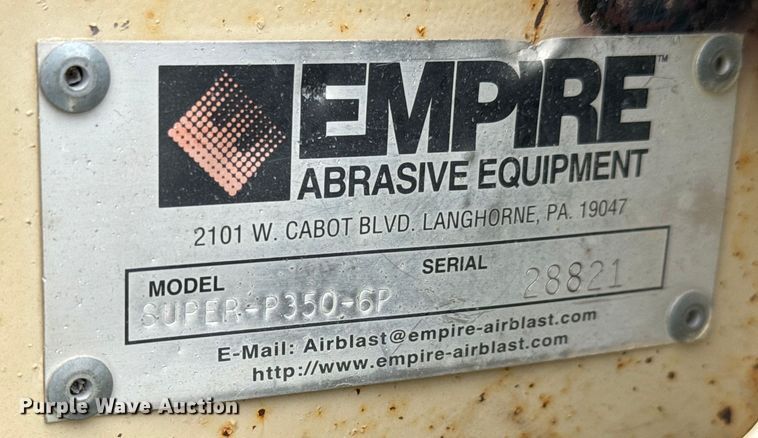 EMPIRE™
ABRASIVE EQUIPMENT
2101 W. CABOT BLVD. LANGHORNE, PA. 19047
MODEL SERIAL
SUPER-P350-6P 28821
E-Mail: Airblast@empire-airblast.com
http://www.empire-airblast.com
Purple Wave Auction